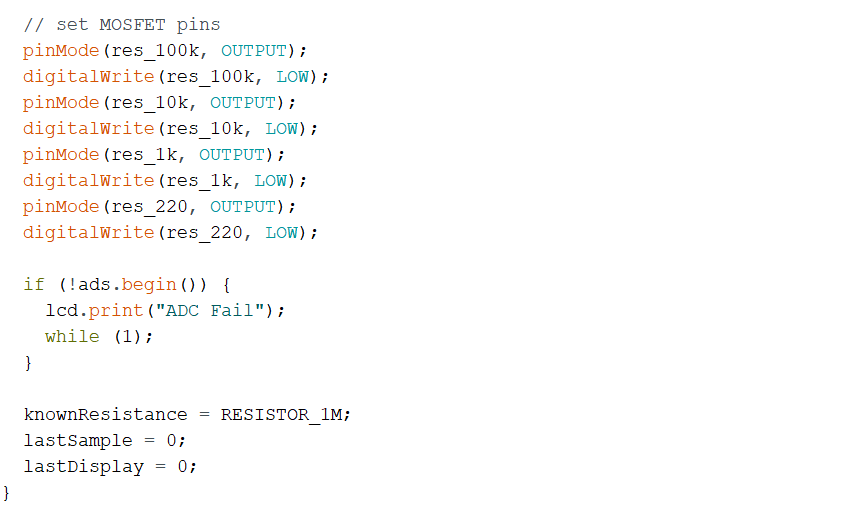 // set MOSFET pins
pinMode(res_100k, OUTPUT);
digitalWrite(res_100k, LOW);
pinMode(res_10k, OUTPUT);
digitalWrite(res_10k, LOW);
pinMode(res_1k, OUTPUT);
digitalWrite(res_1k, LOW);
pinMode(res_220, OUTPUT);
digitalWrite(res_220, LOW);
if (!ads.begin()) {
lcd.print("ADC Fail");
while (1);
}
knownResistance = RESISTOR_1M;
lastSample = 0;
lastDisplay = 0;
}